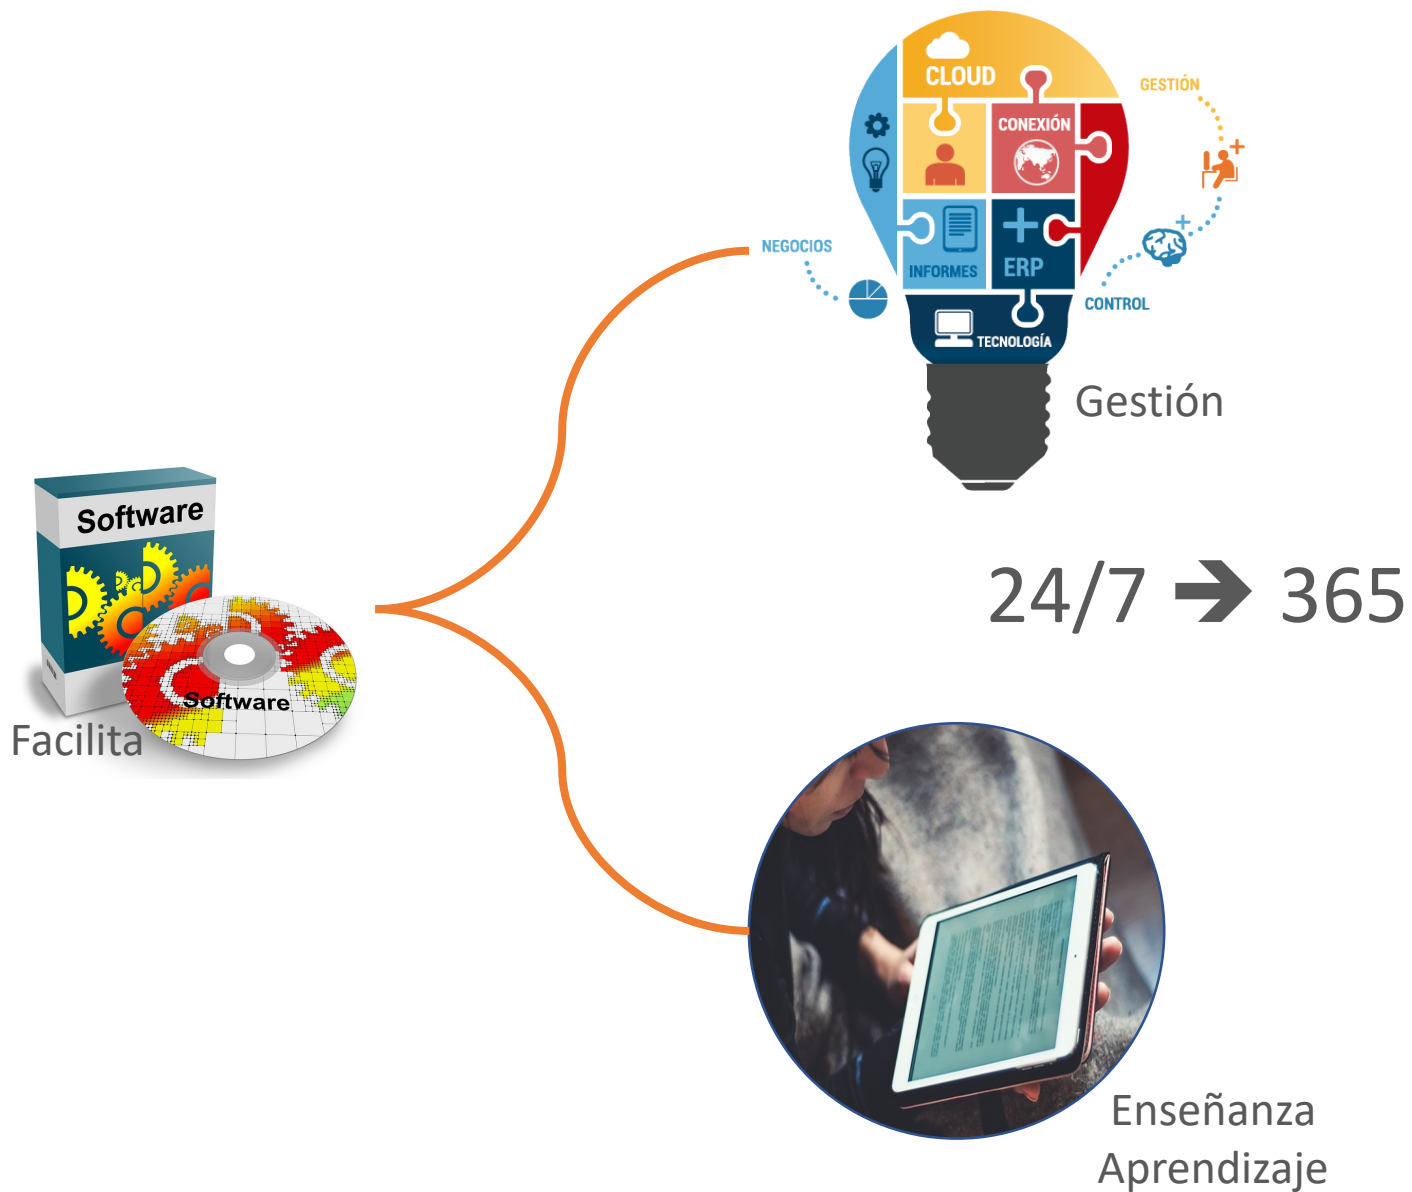 CLOUD
GESTIÓN
CONEXIÓN
NEGOCIOS
INFORMES
ERP
CONTROL
TECNOLOGÍA
Gestión
Software
Software
Facilita
24/7 → 365
Enseñanza
Aprendizaje